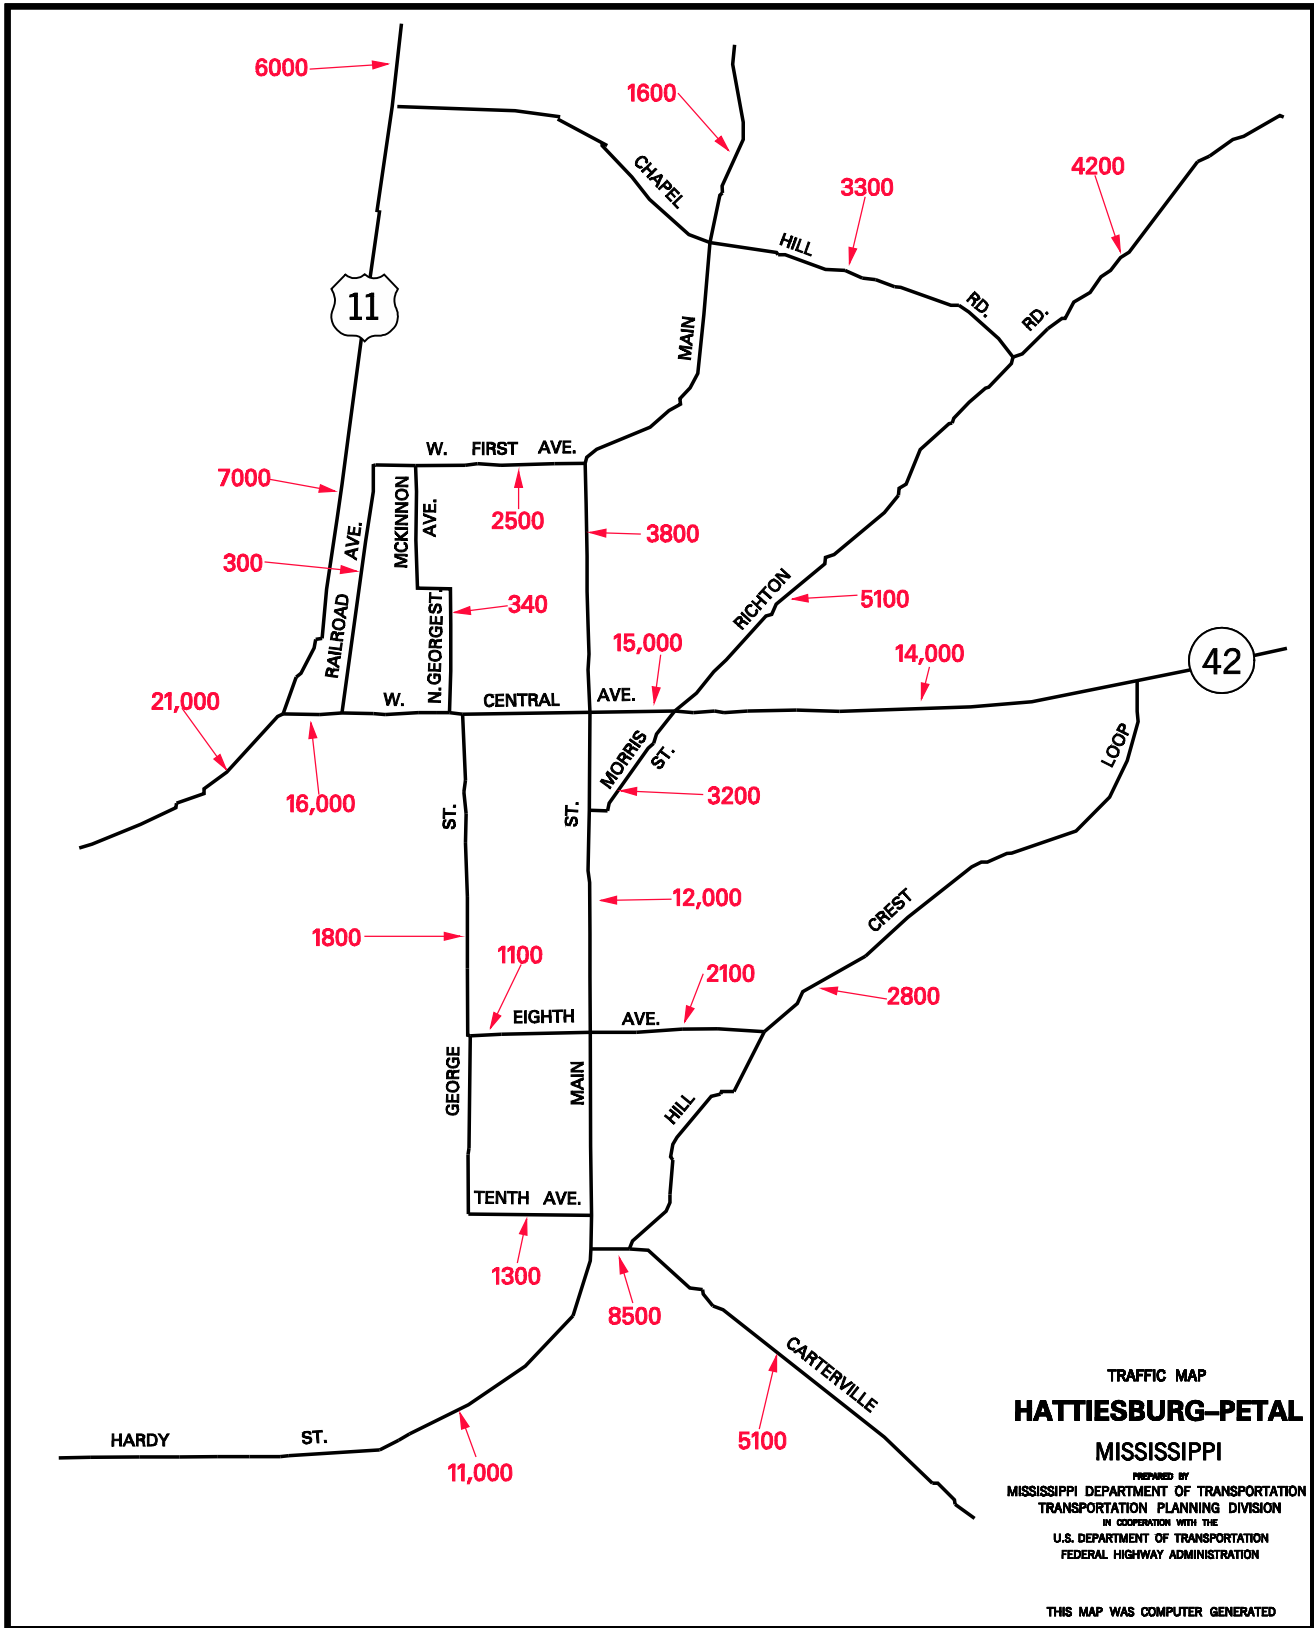 6000
1600
CHAPEL
3300
4200
HILL
RD.
RD.
11
MAIN
W. FIRST AVE.
7000
MCKINNON
AVE.
2500
3800
AVE.
300
RAILROAD
N.GEORGE ST.
340
RICHTON
5100
15,000
14,000
42
21,000
W. CENTRAL AVE.
16,000
MORRIS
ST.
3200
LOOP
ST.
ST.
12,000
CREST
1800
1100
2100
2800
EIGHTH AVE.
GEORGE
MAIN
HILL
TENTH AVE.
1300
8500
CARTERVILLE
5100
HARDY ST.
11,000
TRAFFIC MAP
HATTIESBURG–PETAL
MISSISSIPPI
PREPARED BY
MISSISSIPPI DEPARTMENT OF TRANSPORTATION
TRANSPORTATION PLANNING DIVISION
IN COOPERATION WITH THE
U.S. DEPARTMENT OF TRANSPORTATION
FEDERAL HIGHWAY ADMINISTRATION
THIS MAP WAS COMPUTER GENERATED